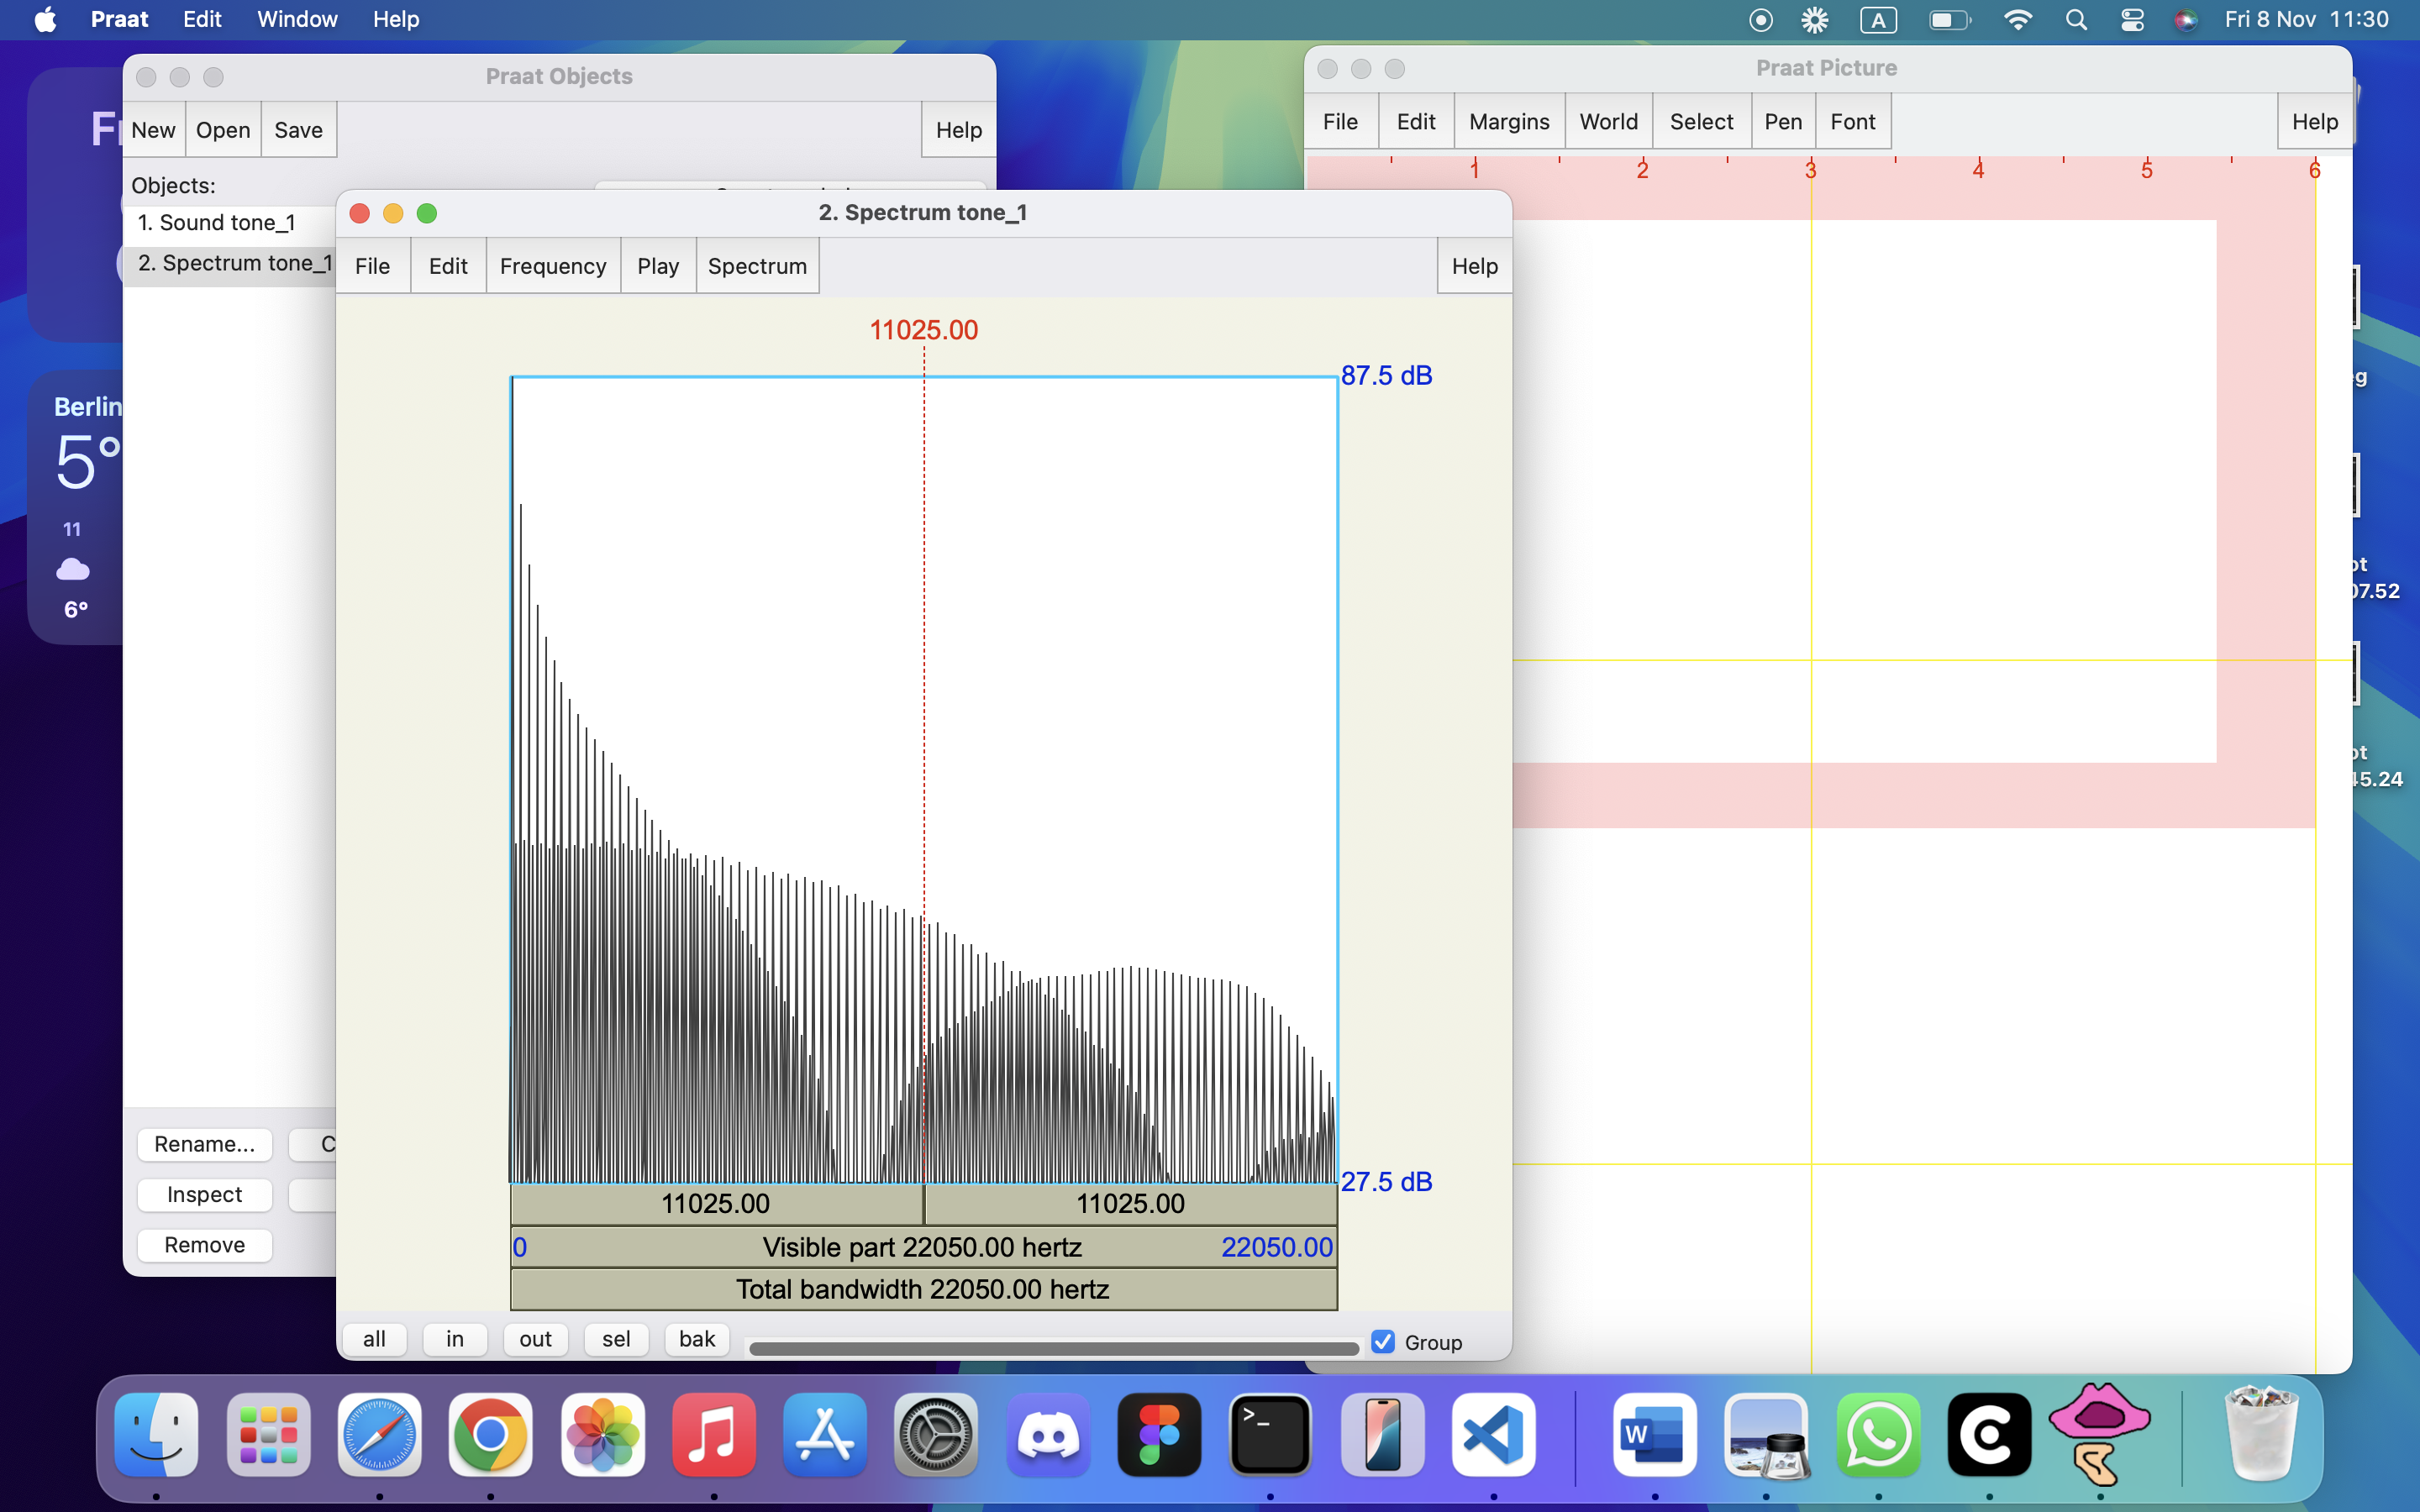 Praat Edit Window Help
A
Fri 8 Nov 11:30
Praat Objects
New Open Save Help
Objects:
1. Sound tone_1
2. Spectrum tone_1
Rename...
Inspect
Remove
Praat Picture
File Edit Margins World Select Pen Font Help
1 2 3 4 5 6
2. Spectrum tone_1
File Edit Frequency Play Spectrum Help
11025.00
87.5 dB
27.5 dB
11025.00 11025.00
0 Visible part 22050.00 hertz 22050.00
Total bandwidth 22050.00 hertz
all in out sel bak Group
Berlin
5°
11
6°
07.52
45.24
>_
W